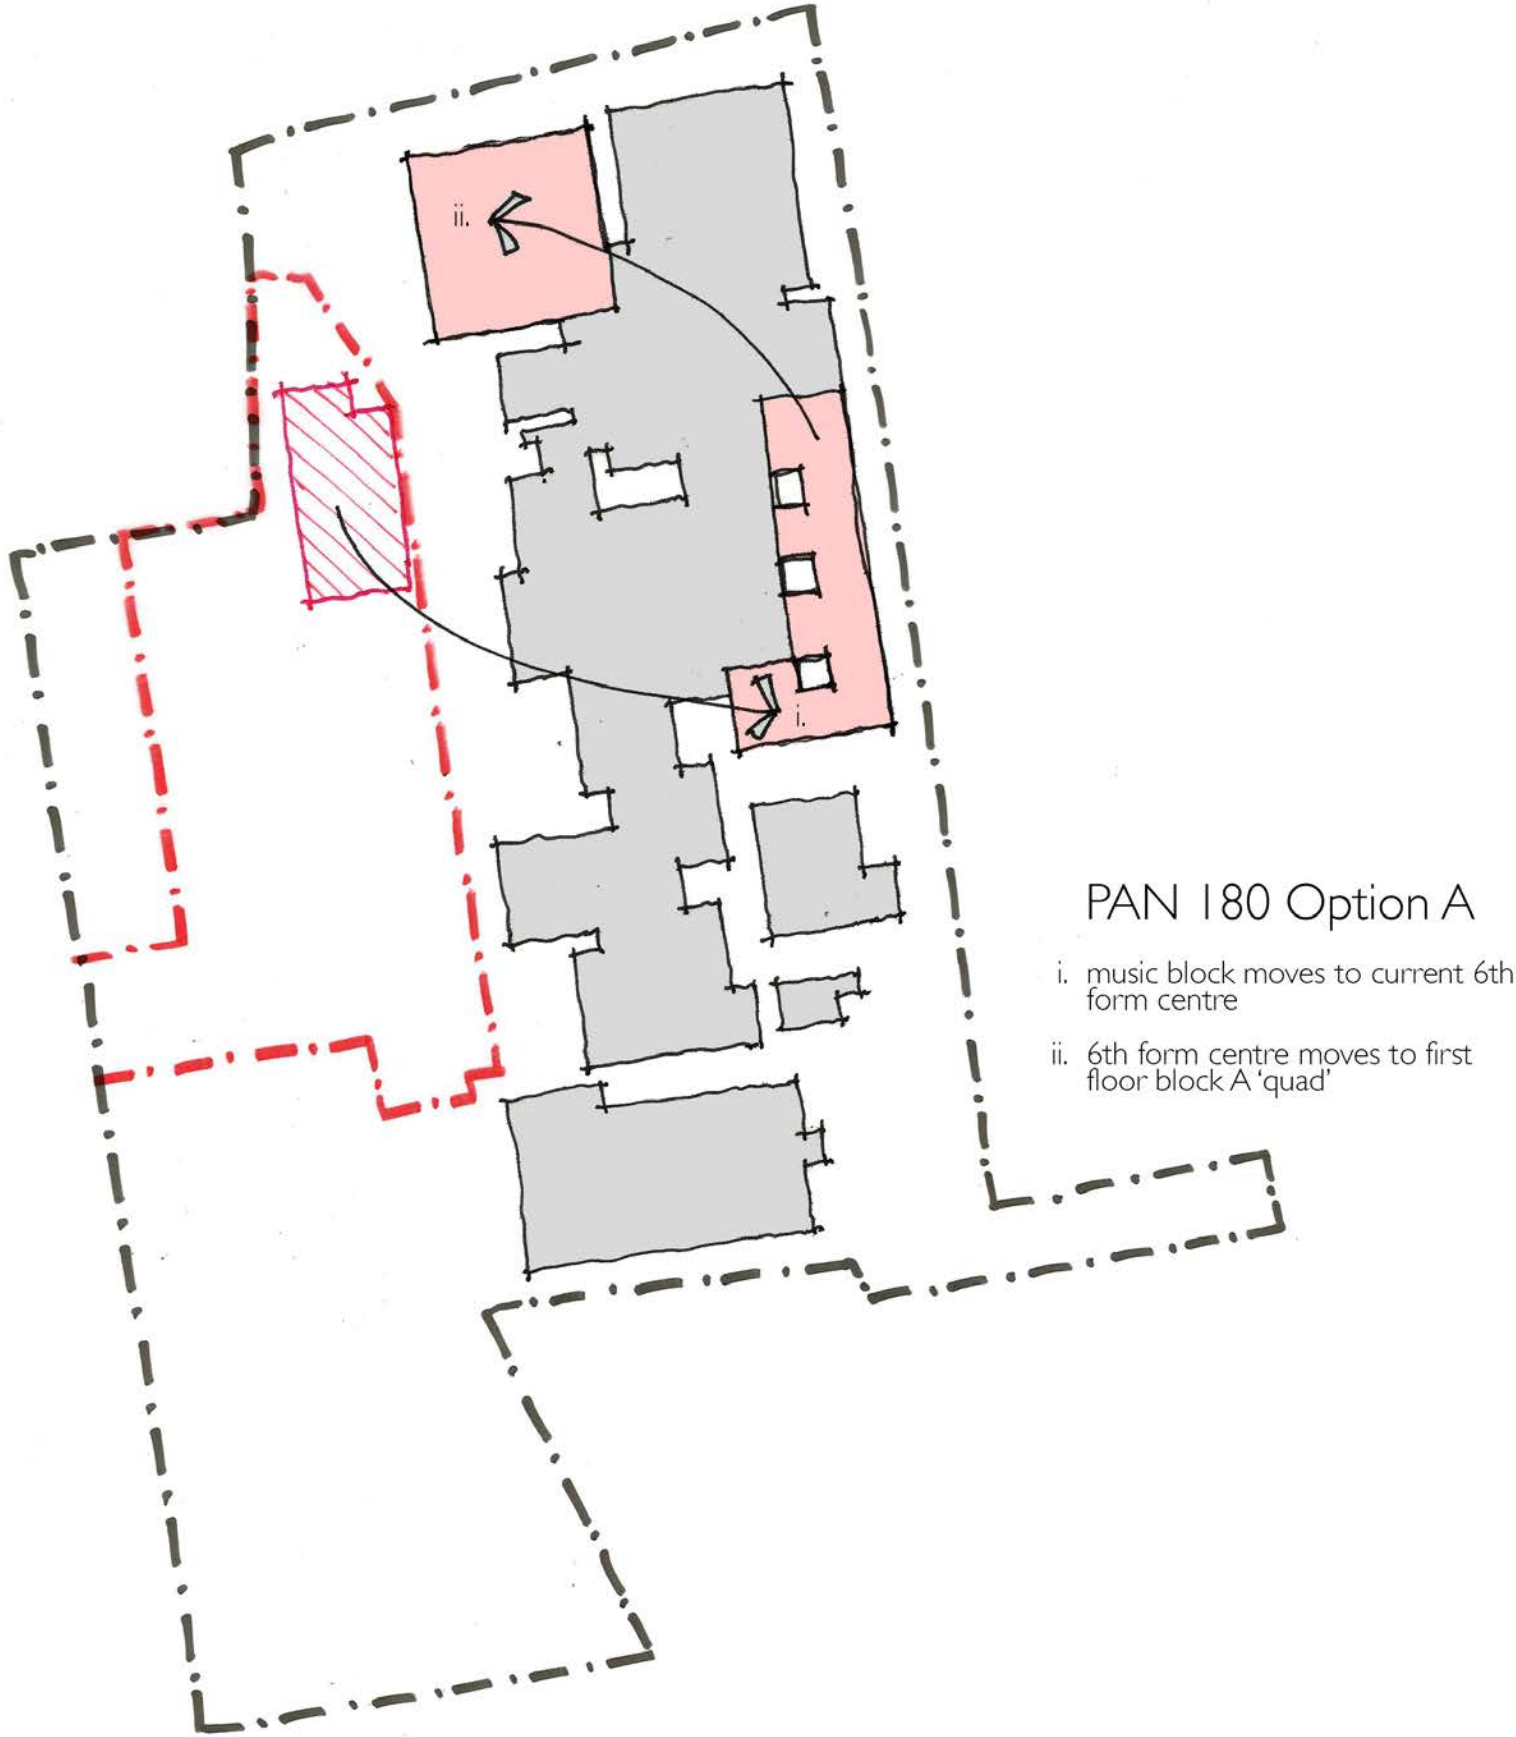 ii.
i.
PAN 180 Option A
i. music block moves to current 6th
form centre
ii. 6th form centre moves to first
floor block A 'quad'